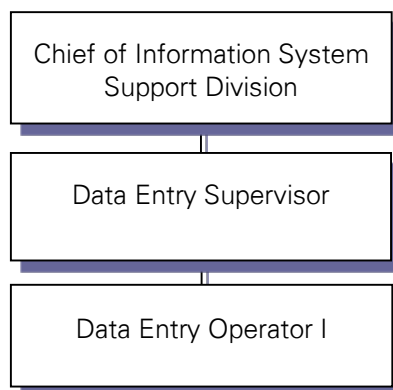 Chief of Information System
Support Division
Data Entry Supervisor
Data Entry Operator I